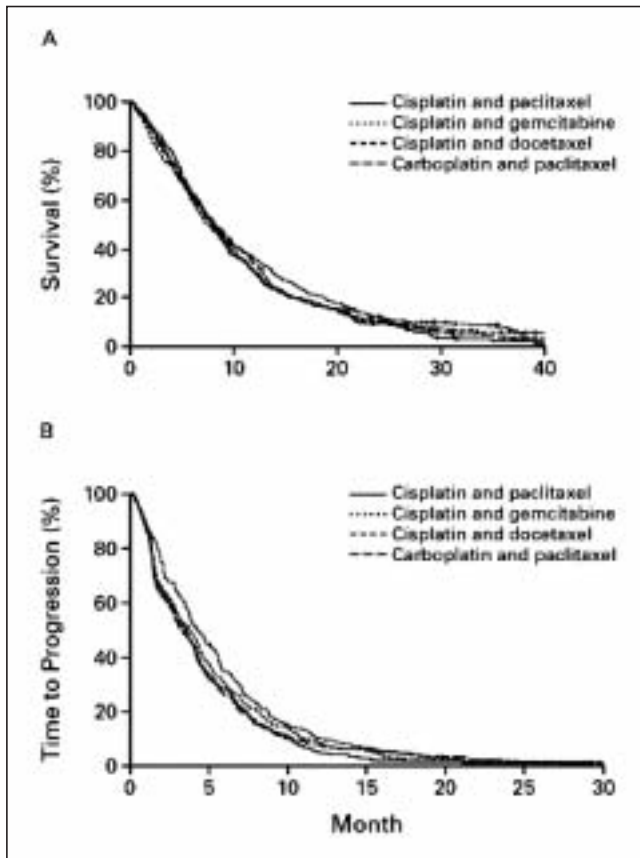 A
Survival (%)
100
80
60
40
20
0
Cisplatin and paclitaxel
Cisplatin and gemcitabine
Cisplatin and docetaxel
Carboplatin and paclitaxel
0 10 20 30 40
B
Time to Progression (%)
100
80
60
40
20
0
Cisplatin and paclitaxel
Cisplatin and gemcitabine
Cisplatin and docetaxel
Carboplatin and paclitaxel
0 5 10 15 20 25 30
Month